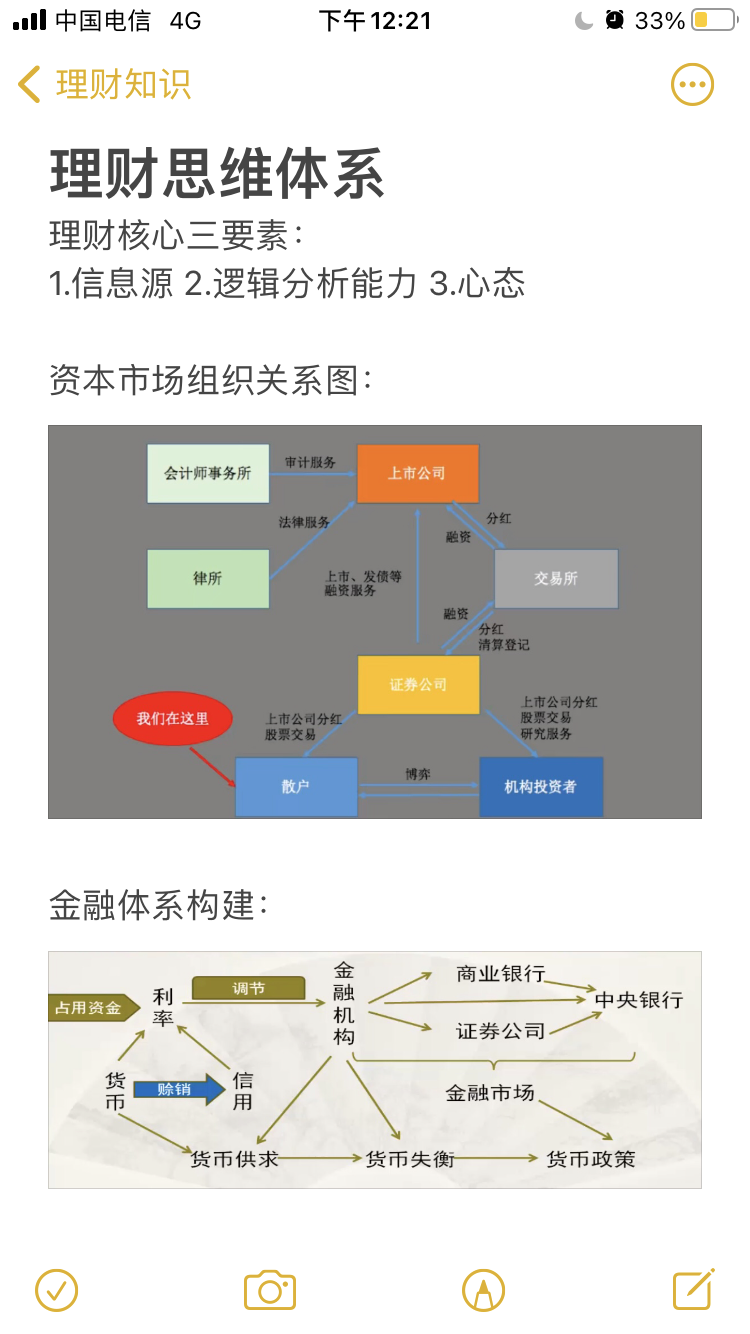 中国电信 4G 下午12:21 33%
理财知识
理财思维体系
理财核心三要素：
1.信息源 2.逻辑分析能力 3.心态
资本市场组织关系图：
会计师事务所
审计服务
上市公司
法律服务
分红
融资
律所
上市、发债等
融资服务
交易所
融资
分红
清算登记
证券公司
我们在这里
上市公司分红
股票交易
上市公司分红
股票交易
研究服务
散户
博弈
机构投资者
金融体系构建：
占用资金
利率
调节
金融机构
商业银行
中央银行
证券公司
货币
赊销
信用
金融市场
货币供求
货币失衡
货币政策